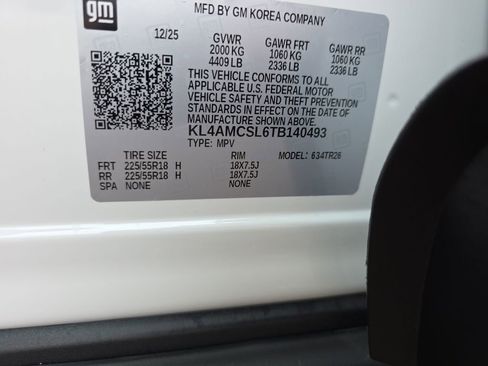 gm
MFD BY GM KOREA COMPANY
12/25 GVWR GAWR FRT GAWR RR
2000 KG 1060 KG 1060 KG
4409 LB 2336 LB 2336 LB
THIS VEHICLE CONFORMS TO ALL
APPLICABLE U.S. FEDERAL MOTOR
VEHICLE SAFETY, BUMPER, AND THEFT
PREVENTION STANDARDS IN
EFFECT ON THE DATE OF
MANUFACTURE SHOWN ABOVE.
KL4AMCSL6TB140493
TYPE: MPV
TIRE SIZE RIM MODEL: 634TR26
FRT 225/55R18 H 18X7.5J
RR 225/55R18 H 18X7.5J
SPA NONE NONE